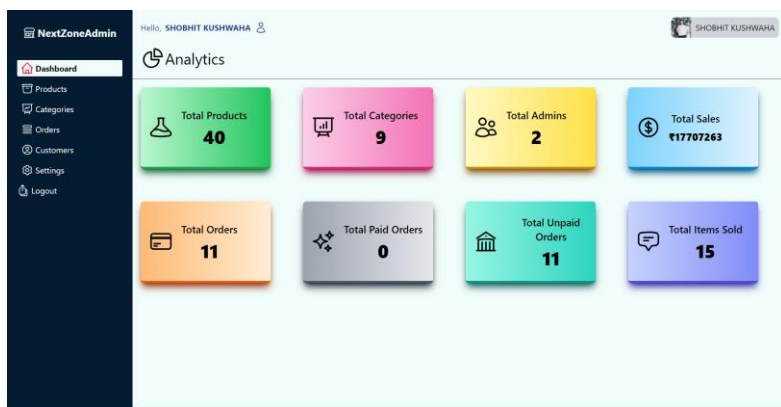 NextZoneAdmin
Dashboard
Products
Categories
Orders
Customers
Settings
Logout
Hello, SHOBHIT KUSHWAHA
SHOBHIT KUSHWAHA
Analytics
Total Products
40
Total Categories
9
Total Admins
2
Total Sales
₹17707263
Total Orders
11
Total Paid Orders
0
Total Unpaid
Orders
11
Total Items Sold
15